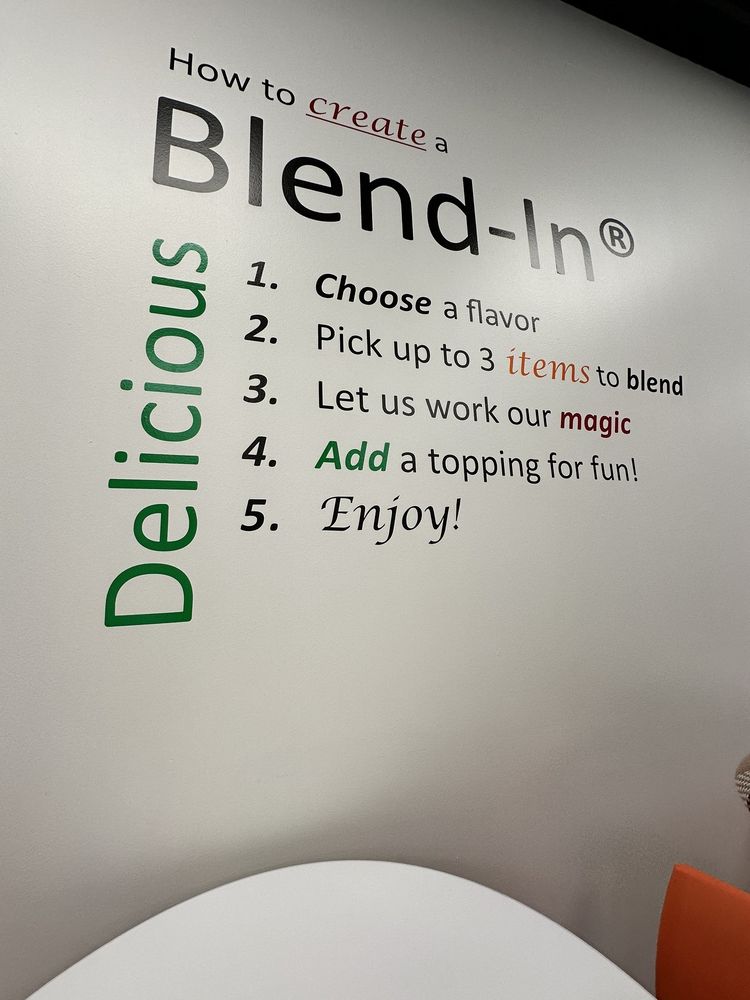 How to create a
Blend-In®
Delicious
1. Choose a flavor
2. Pick up to 3 items to blend
3. Let us work our magic
4. Add a topping for fun!
5. Enjoy!